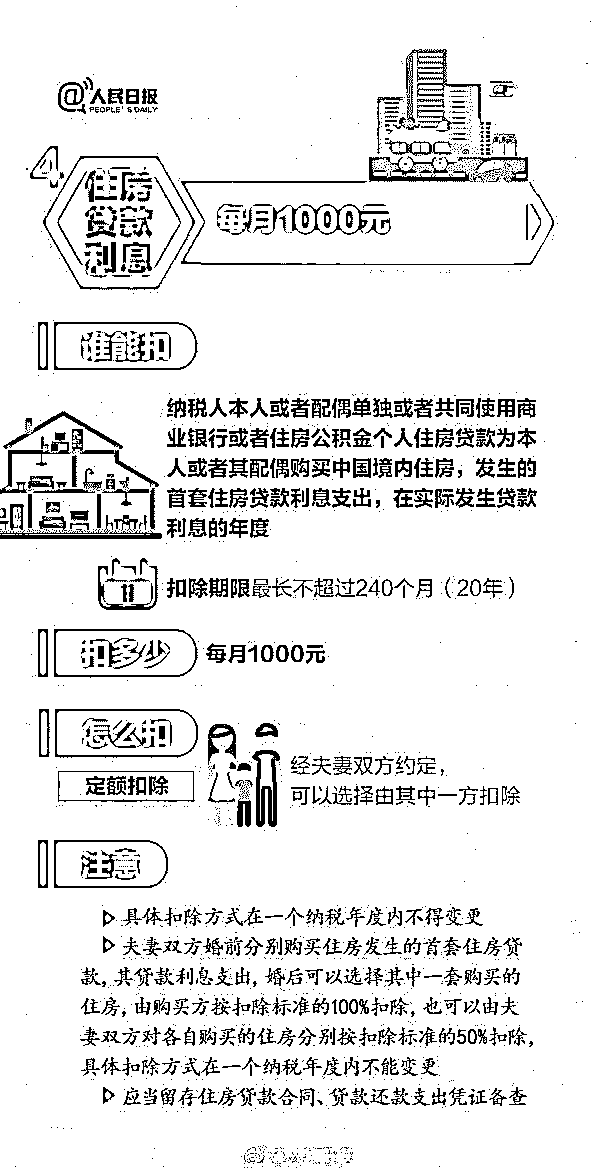 @人民日报
PEOPLE'S DAILY
4
住房
贷款
利息
每月1000元
谁能扣
纳税人本人或者配偶单独或者共同使用商
业银行或者住房公积金个人住房贷款为本
人或者其配偶购买中国境内住房，发生的
首套住房贷款利息支出，在实际发生贷款
利息的年度
扣除期限最长不超过240个月（20年）
扣多少
每月1000元
怎么扣
定额扣除
经夫妻双方约定，
可以选择由其中一方扣除
注意
▷ 具体扣除方式在一个纳税年度内不得变更
▷ 夫妻双方婚前分别购买住房发生的首套住房贷
款，其贷款利息支出，婚后可以选择其中一套购买的
住房，由购买方按扣除标准的100%扣除，也可以由夫
妻双方对各自购买的住房分别按扣除标准的50%扣除，
具体扣除方式在一个纳税年度内不能变更
▷ 应当留存住房贷款合同、贷款还款支出凭证备查